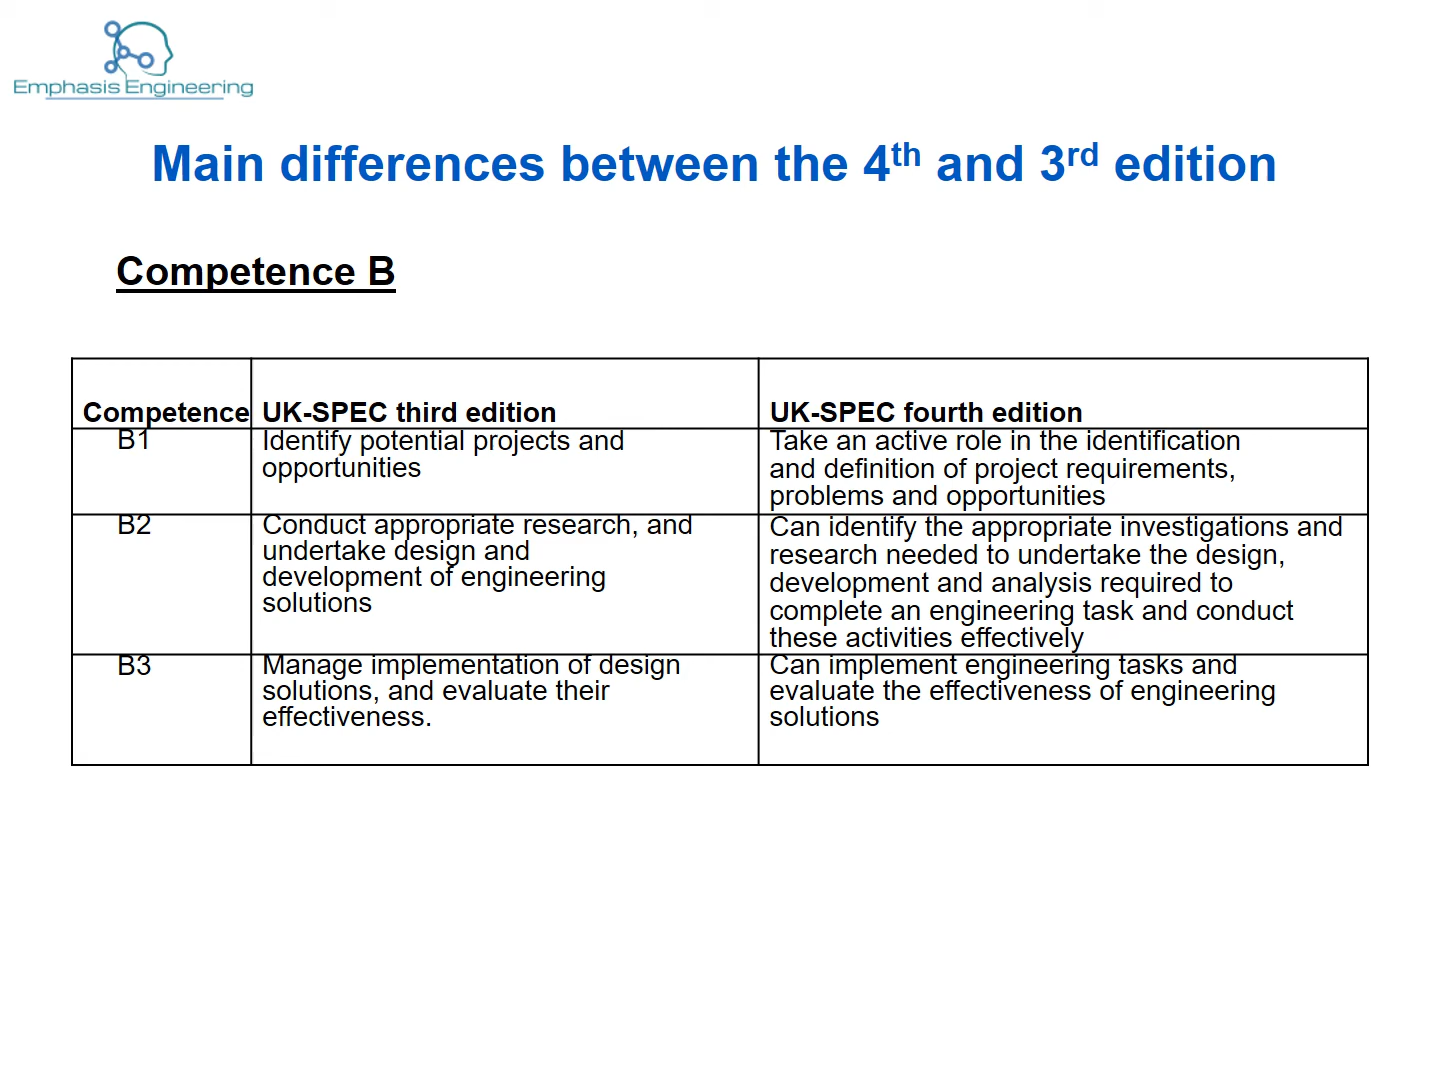 Emphasis Engineering
Main differences between the 4th and 3rd edition
Competence B
Competence
UK-SPEC third edition
UK-SPEC fourth edition
B1
Identify potential projects and
opportunities
Take an active role in the identification
and definition of project requirements,
problems and opportunities
B2
Conduct appropriate research, and
undertake design and
development of engineering
solutions
Can identify the appropriate investigations and
research needed to undertake the design,
development and analysis required to
complete an engineering task and conduct
these activities effectively
B3
Manage implementation of design
solutions, and evaluate their
effectiveness.
Can implement engineering tasks and
evaluate the effectiveness of engineering
solutions